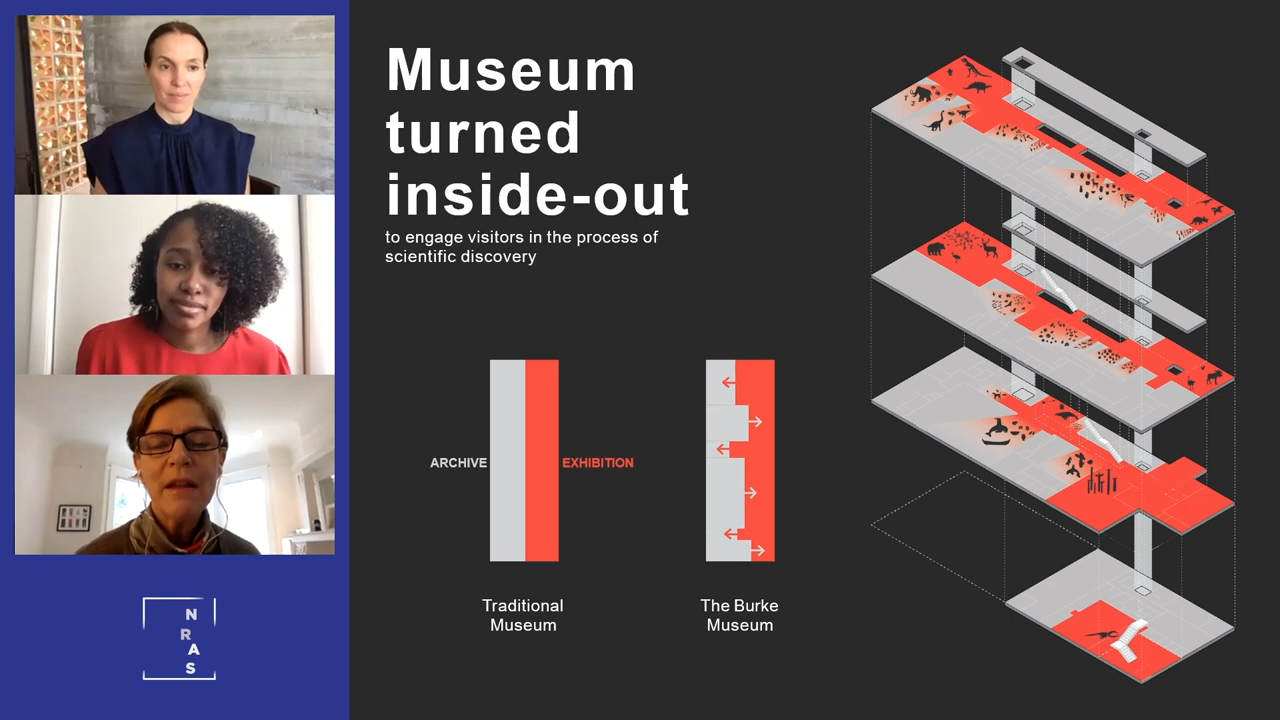 Museum
turned
inside-out
to engage visitors in the process of
scientific discovery
ARCHIVE
EXHIBITION
Traditional
Museum
The Burke
Museum
N
R
A
S